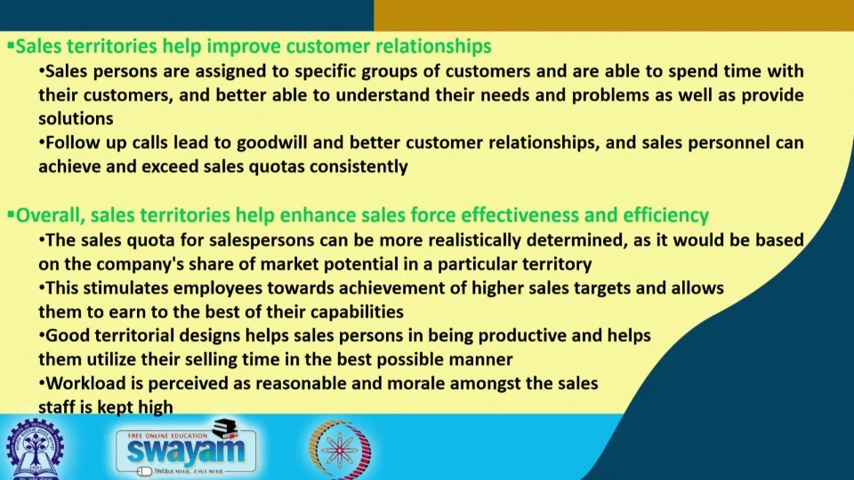 ▪Sales territories help improve customer relationships
•Sales persons are assigned to specific groups of customers and are able to spend time with
their customers, and better able to understand their needs and problems as well as provide
solutions
•Follow up calls lead to goodwill and better customer relationships, and sales personnel can
achieve and exceed sales quotas consistently
▪Overall, sales territories help enhance sales force effectiveness and efficiency
•The sales quota for salespersons can be more realistically determined, as it would be based
on the company's share of market potential in a particular territory
•This stimulates employees towards achievement of higher sales targets and allows
them to earn to the best of their capabilities
•Good territorial designs helps sales persons in being productive and helps
them utilize their selling time in the best possible manner
•Workload is perceived as reasonable and morale amongst the sales
staff is kept high
FREE ONLINE EDUCATION
swayam